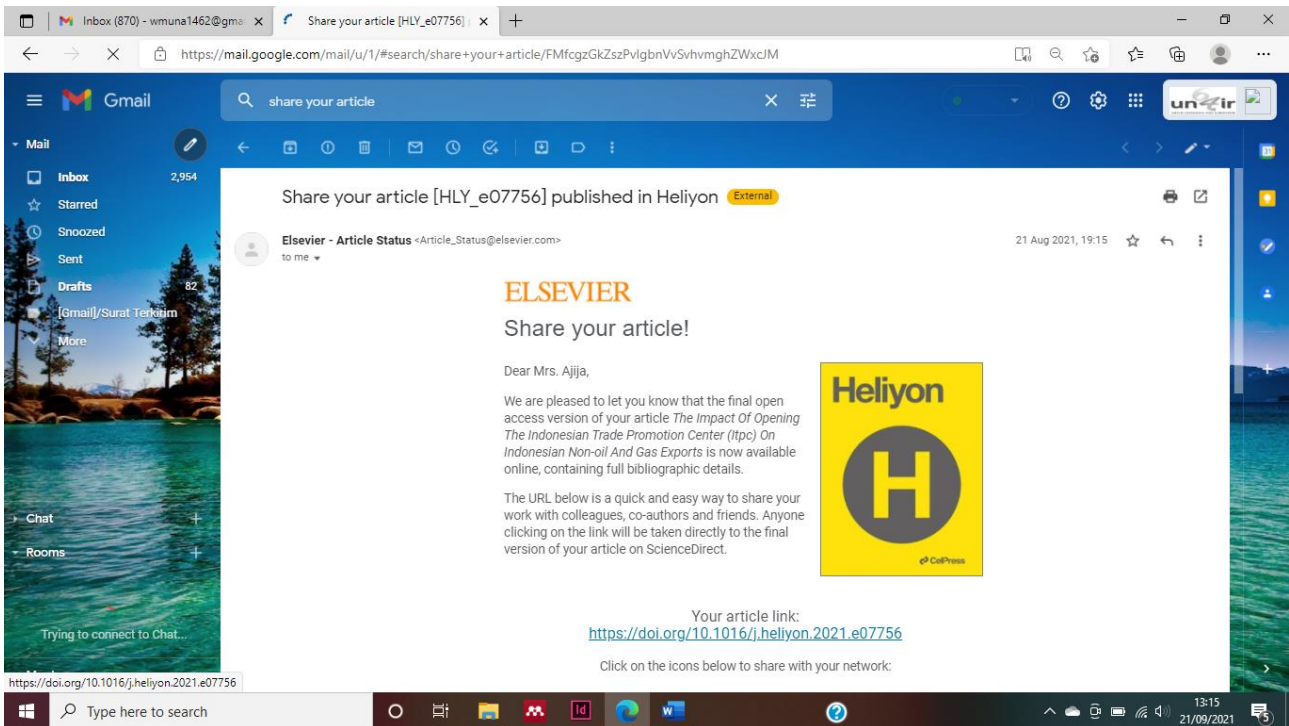 Inbox (870) - wmuna1462@gma
Share your article [HLY_e07756]
https://mail.google.com/mail/u/1/#search/share+your+article/FMfcgzGkZszPvlgbnVvSvhvmghZWxcJM
Gmail
share your article
Mail
Inbox 2,954
Starred
Snoozed
Sent
Drafts 82
[Gmail]/Surat Terkirim
More
Chat
Rooms
Trying to connect to Chat...
Share your article [HLY_e07756] published in Heliyon External
Elsevier - Article Status <Article_Status@elsevier.com> 21 Aug 2021, 19:15
to me
ELSEVIER
Share your article!
Dear Mrs. Ajija,
We are pleased to let you know that the final open
access version of your article The Impact Of Opening
The Indonesian Trade Promotion Center (Itpc) On
Indonesian Non-oil And Gas Exports is now available
online, containing full bibliographic details.
The URL below is a quick and easy way to share your
work with colleagues, co-authors and friends. Anyone
clicking on the link will be taken directly to the final
version of your article on ScienceDirect.
Heliyon
H
CellPress
Your article link:
https://doi.org/10.1016/j.heliyon.2021.e07756
Click on the icons below to share with your network:
https://doi.org/10.1016/j.heliyon.2021.e07756
Type here to search
13:15
21/09/2021